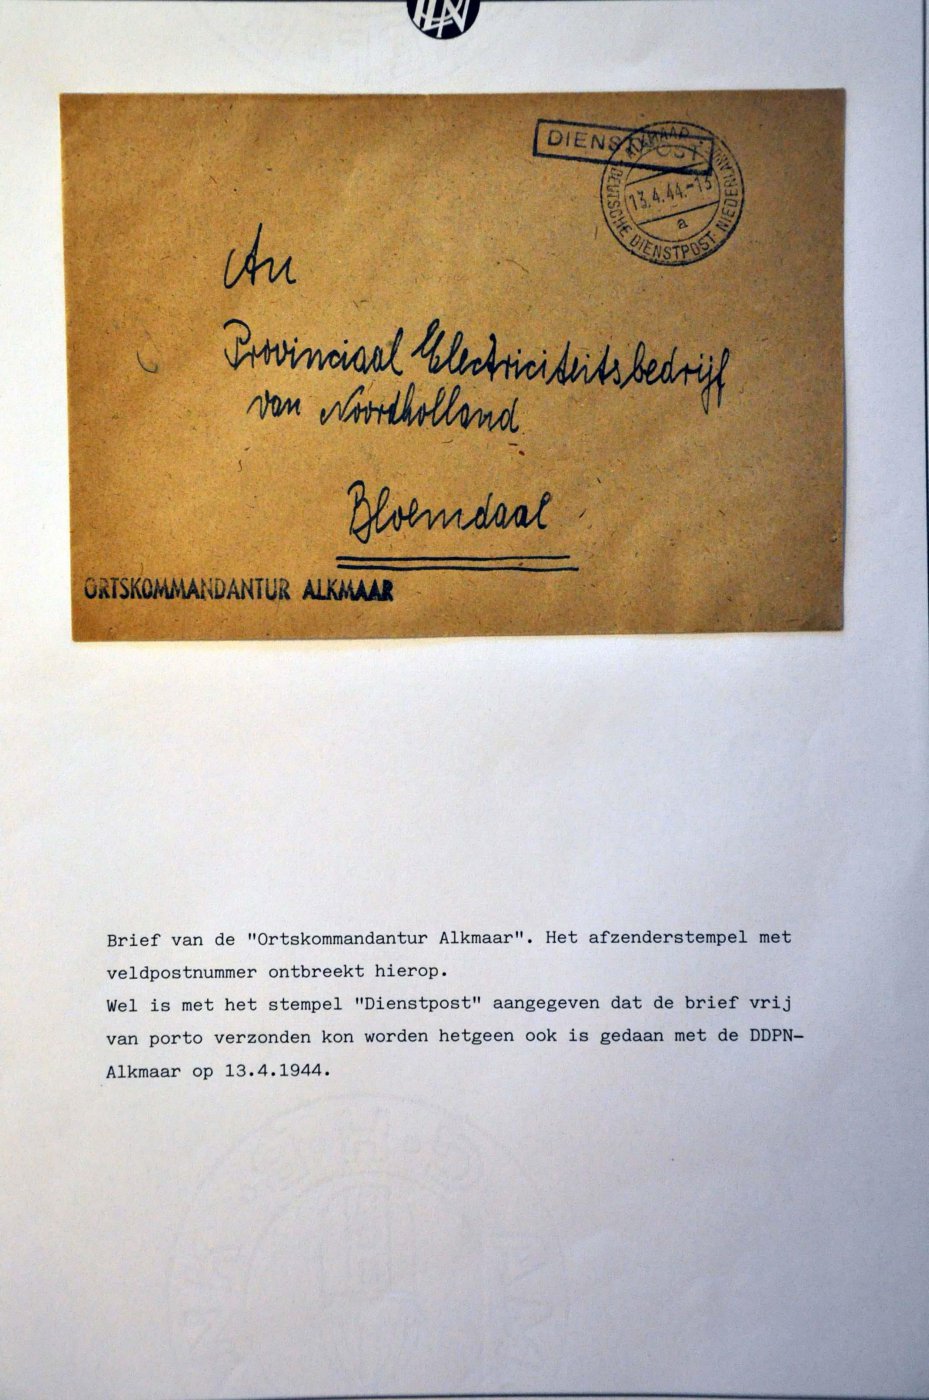 DIENSTPOST
ALKMAAR
13.4.44.-13
a
DEUTSCHE DIENSTPOST NIEDERLANDE
An
Provinciaal Electriciteitsbedrijf
van Noordholland
Bloemdaal
ORTSKOMMANDANTUR ALKMAAR
Brief van de "Ortskommandantur Alkmaar". Het afzenderstempel met
veldpostnummer ontbreekt hierop.
Wel is met het stempel "Dienstpost" aangegeven dat de brief vrij
van porto verzonden kon worden hetgeen ook is gedaan met de DDPN-
Alkmaar op 13.4.1944.